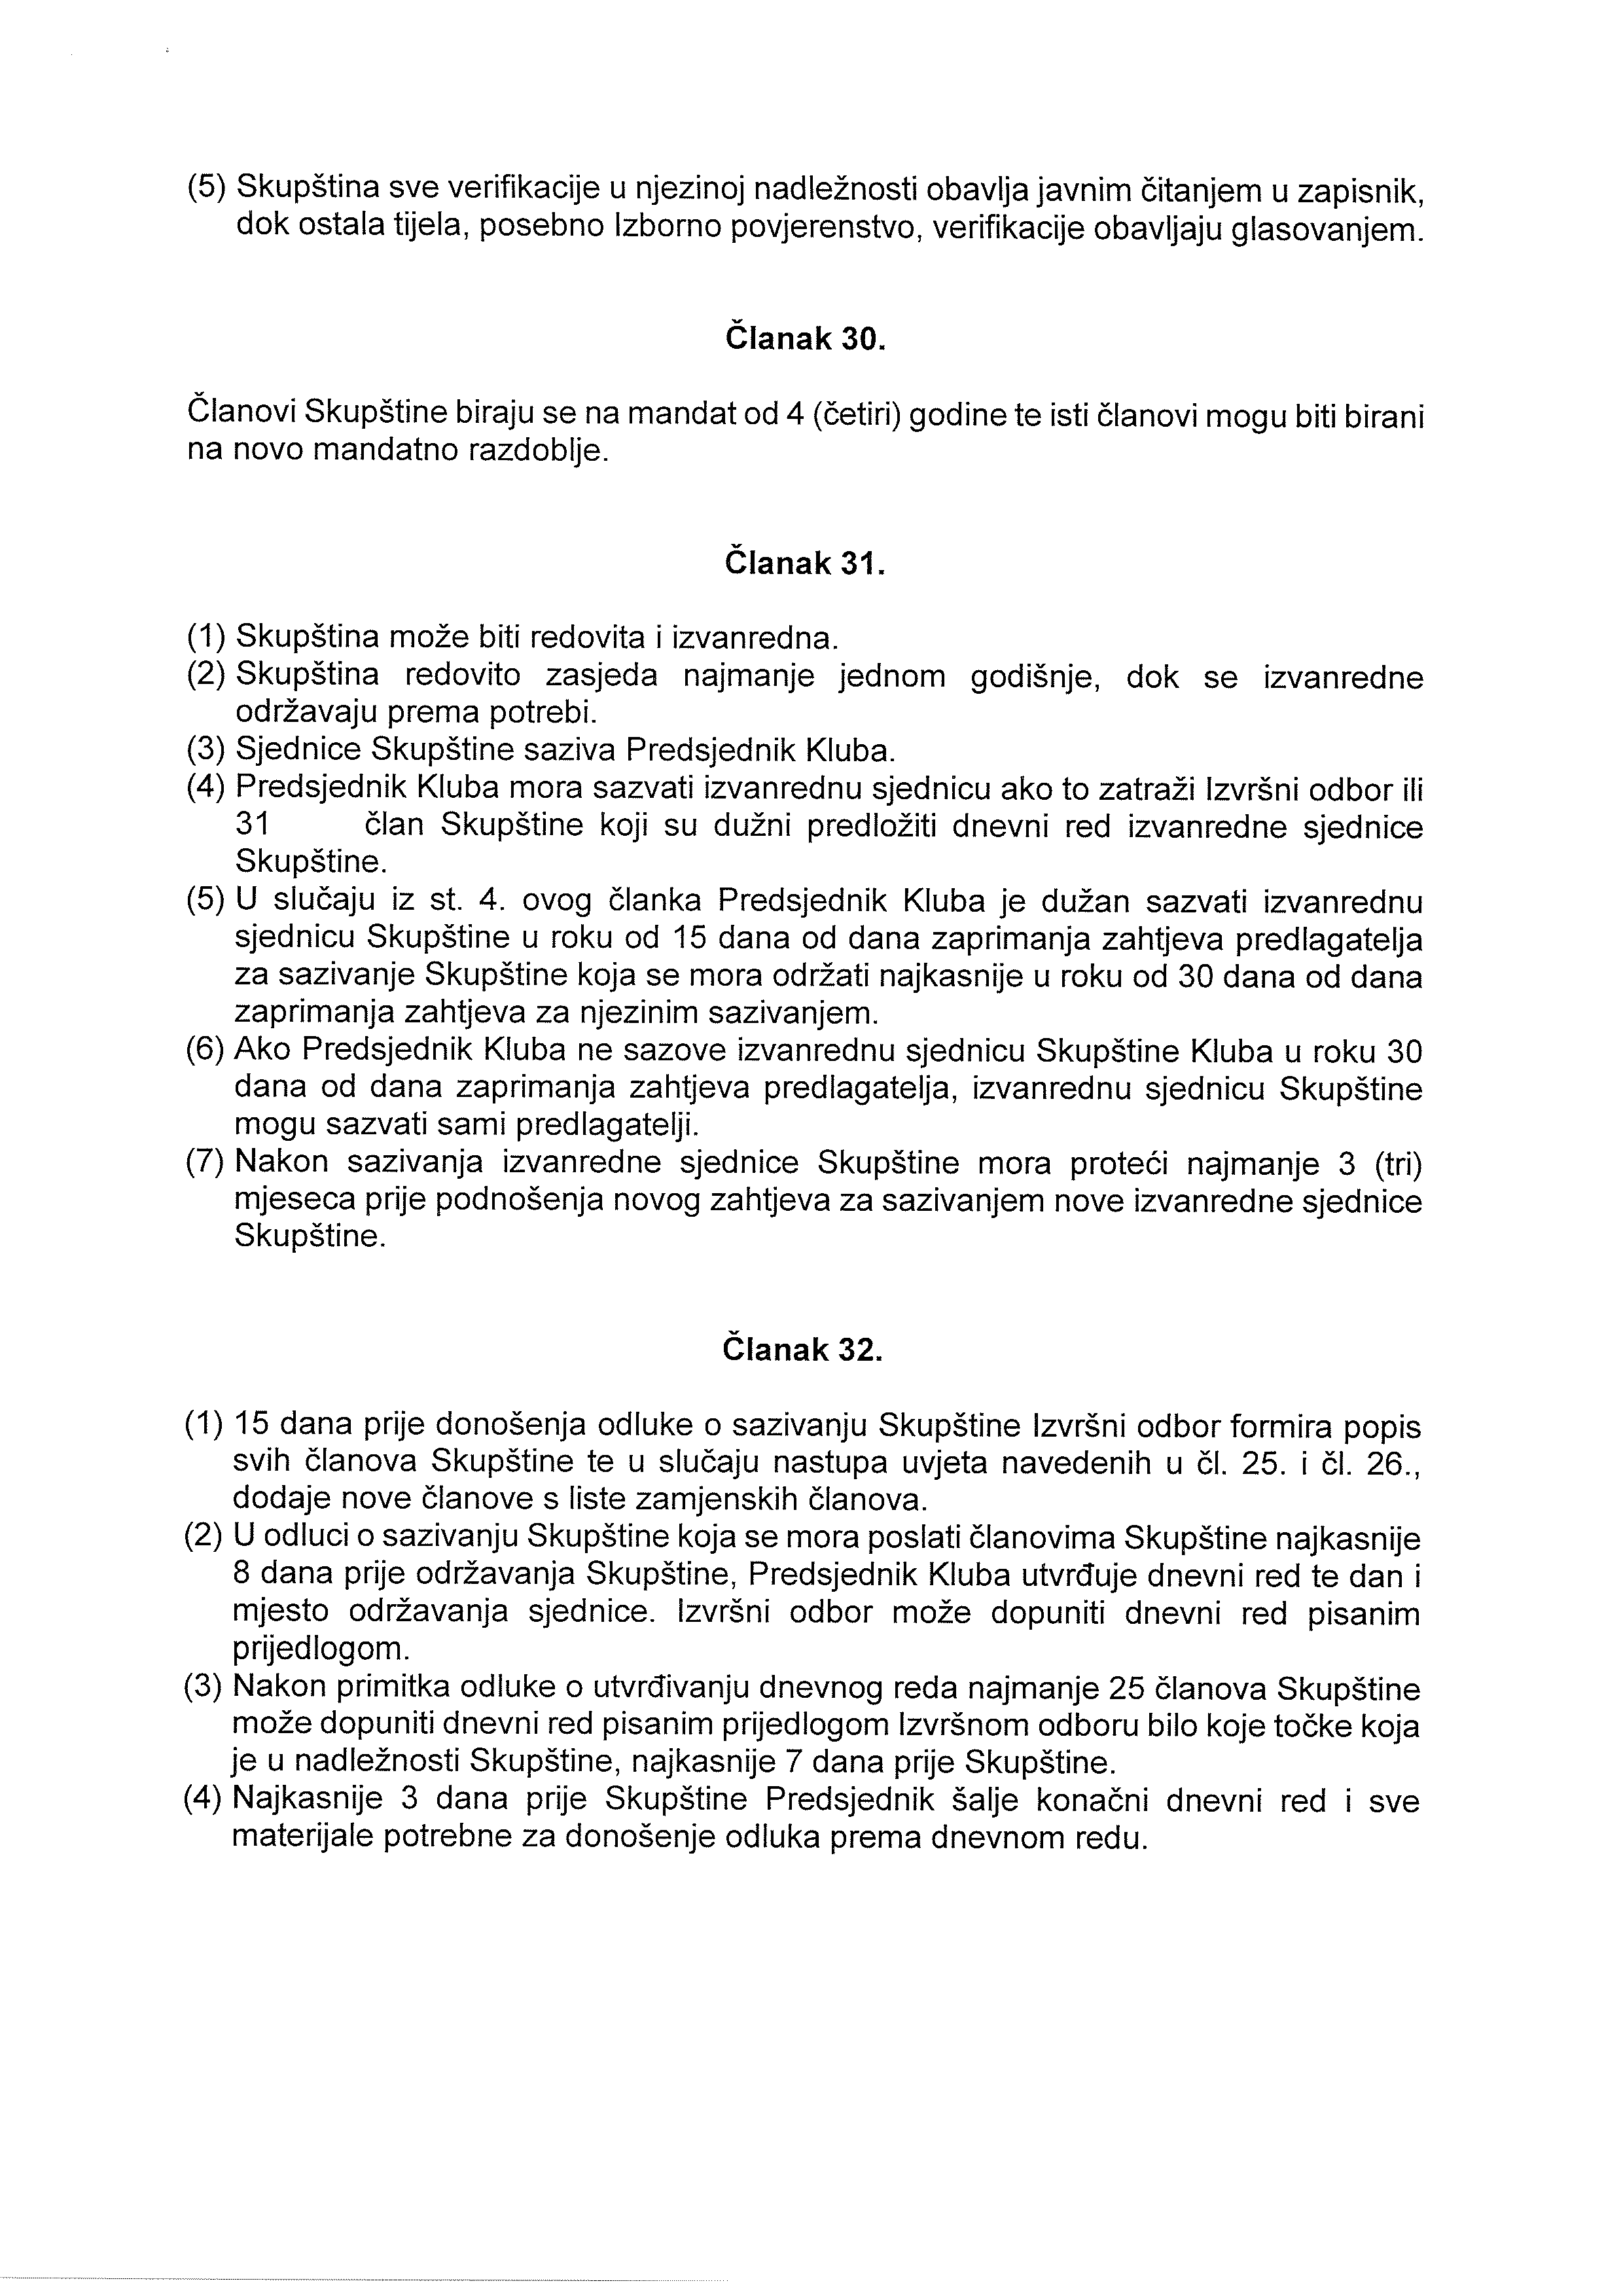 (5) Skupština sve verifikacije u njezinoj nadležnosti obavlja javnim čitanjem u zapisnik,
dok ostala tijela, posebno Izborno povjerenstvo, verifikacije obavljaju glasovanjem.
Članak 30.
Članovi Skupštine biraju se na mandat od 4 (četiri) godine te isti članovi mogu biti birani
na novo mandatno razdoblje.
Članak 31.
(1) Skupština može biti redovita i izvanredna.
(2) Skupština redovito zasjeda najmanje jednom godišnje, dok se izvanredne
održavaju prema potrebi.
(3) Sjednice Skupštine saziva Predsjednik Kluba.
(4) Predsjednik Kluba mora sazvati izvanrednu sjednicu ako to zatraži Izvršni odbor ili
31 član Skupštine koji su dužni predložiti dnevni red izvanredne sjednice
Skupštine.
(5) U slučaju iz st. 4. ovog članka Predsjednik Kluba je dužan sazvati izvanrednu
sjednicu Skupštine u roku od 15 dana od dana zaprimanja zahtjeva predlagatelja
za sazivanje Skupštine koja se mora održati najkasnije u roku od 30 dana od dana
zaprimanja zahtjeva za njezinim sazivanjem.
(6) Ako Predsjednik Kluba ne sazove izvanrednu sjednicu Skupštine Kluba u roku 30
dana od dana zaprimanja zahtjeva predlagatelja, izvanrednu sjednicu Skupštine
mogu sazvati sami predlagatelji.
(7) Nakon sazivanja izvanredne sjednice Skupštine mora proteći najmanje 3 (tri)
mjeseca prije podnošenja novog zahtjeva za sazivanjem nove izvanredne sjednice
Skupštine.
Članak 32.
(1) 15 dana prije donošenja odluke o sazivanju Skupštine Izvršni odbor formira popis
svih članova Skupštine te u slučaju nastupa uvjeta navedenih u čl. 25. i čl. 26.,
dodaje nove članove s liste zamjenskih članova.
(2) U odluci o sazivanju Skupštine koja se mora poslati članovima Skupštine najkasnije
8 dana prije održavanja Skupštine, Predsjednik Kluba utvrđuje dnevni red te dan i
mjesto održavanja sjednice. Izvršni odbor može dopuniti dnevni red pisanim
prijedlogom.
(3) Nakon primitka odluke o utvrđivanju dnevnog reda najmanje 25 članova Skupštine
može dopuniti dnevni red pisanim prijedlogom Izvršnom odboru bilo koje točke koja
je u nadležnosti Skupštine, najkasnije 7 dana prije Skupštine.
(4) Najkasnije 3 dana prije Skupštine Predsjednik šalje konačni dnevni red i sve
materijale potrebne za donošenje odluka prema dnevnom redu.